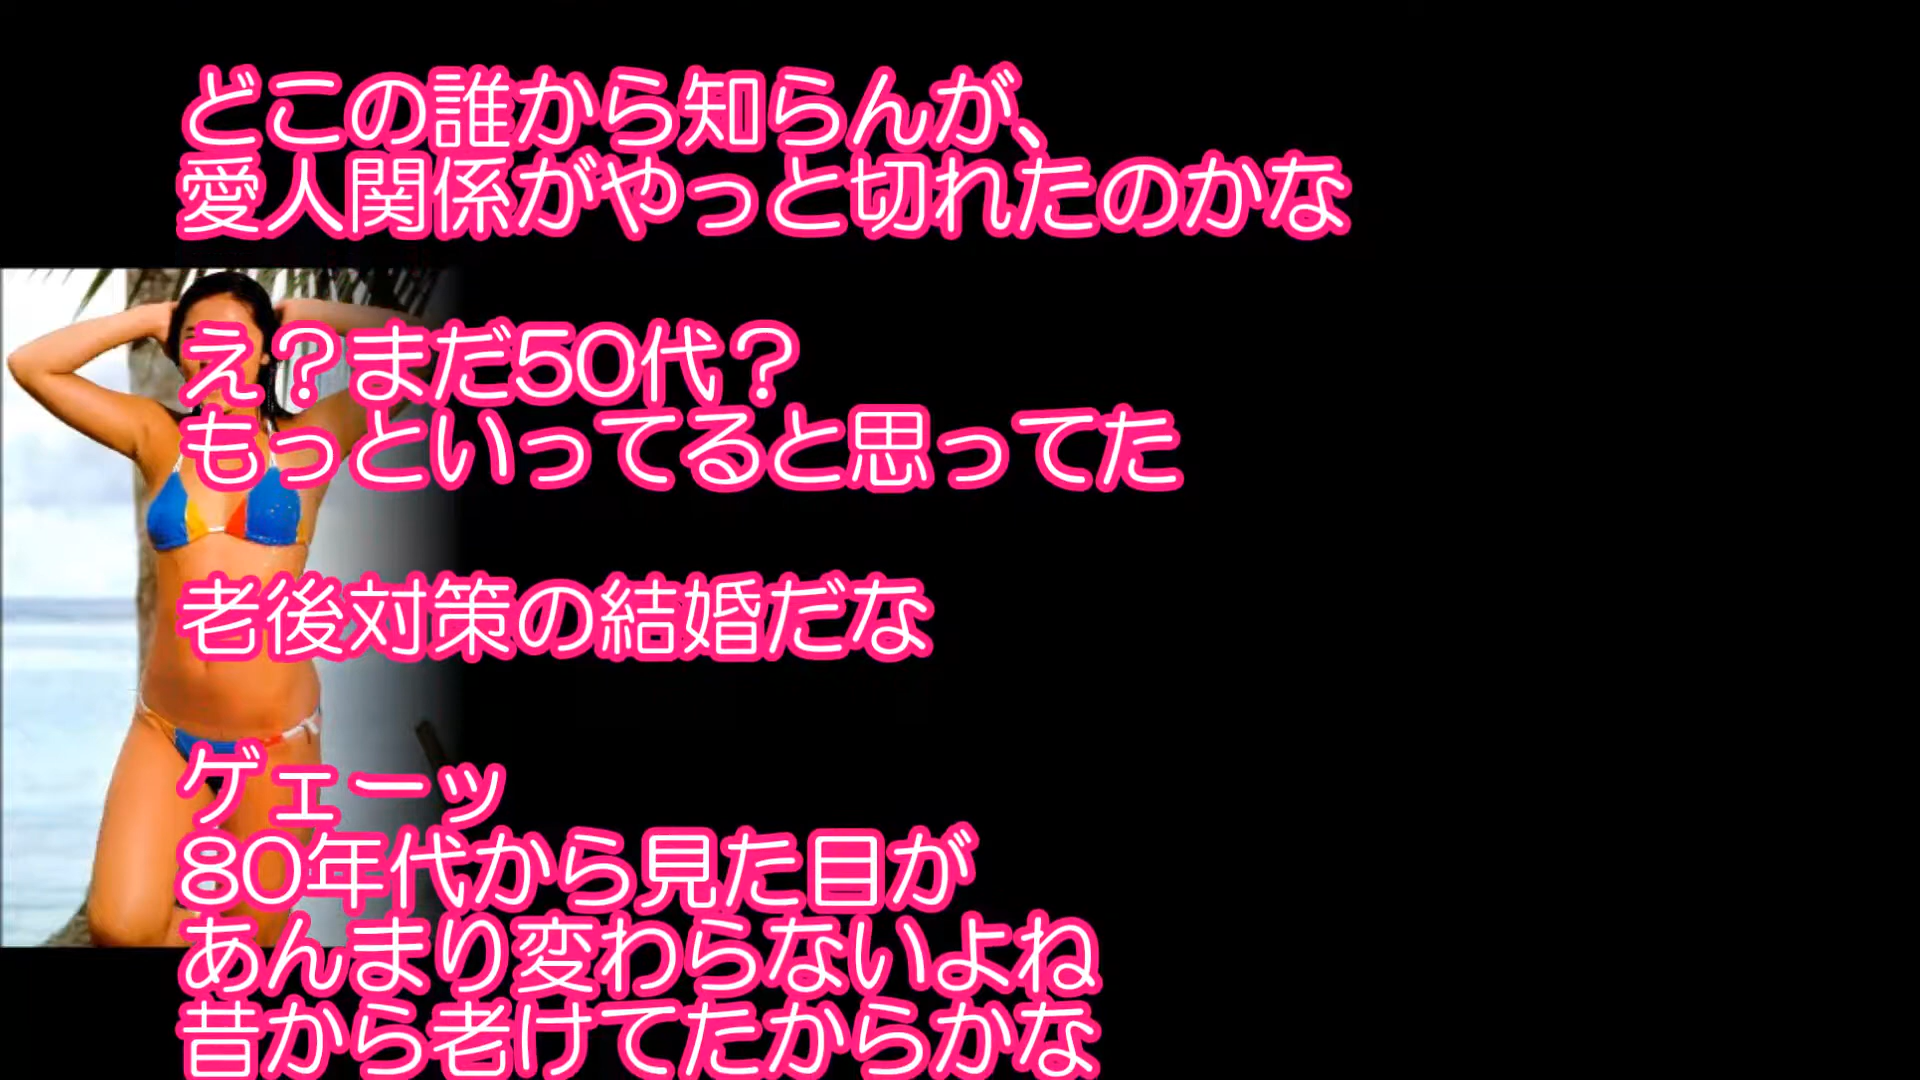 どこの誰から知らんが、
愛人関係がやっと切れたのかな
え？まだ50代？
もっといってると思ってた
老後対策の結婚だな
ゲェーッ
80年代から見た目が
あんまり変わらないよね
昔から老けてたからかな